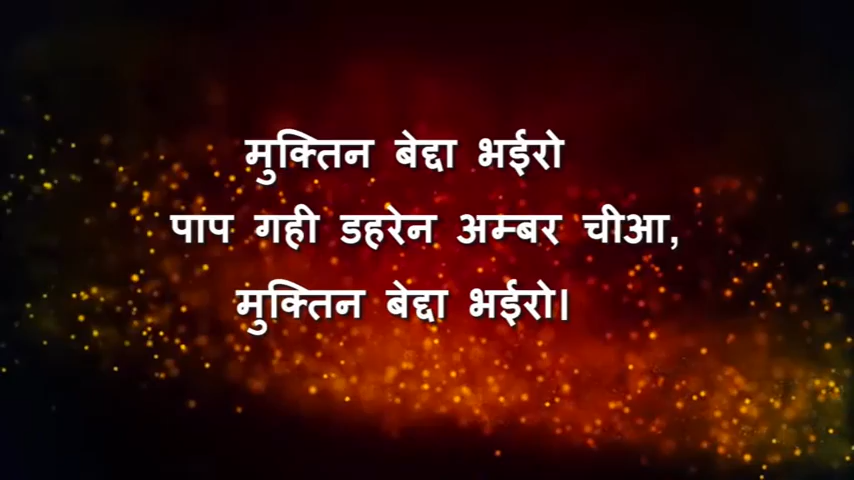 मुक्तिन बेद्दा भईरो
पाप गही डहरेन अम्बर चीआ,
मुक्तिन बेद्दा भईरो।